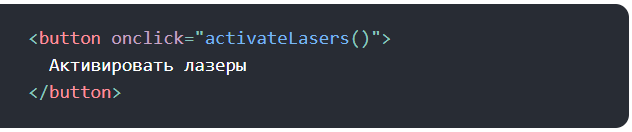 <button onclick="activateLasers()">
Активировать лазеры
</button>